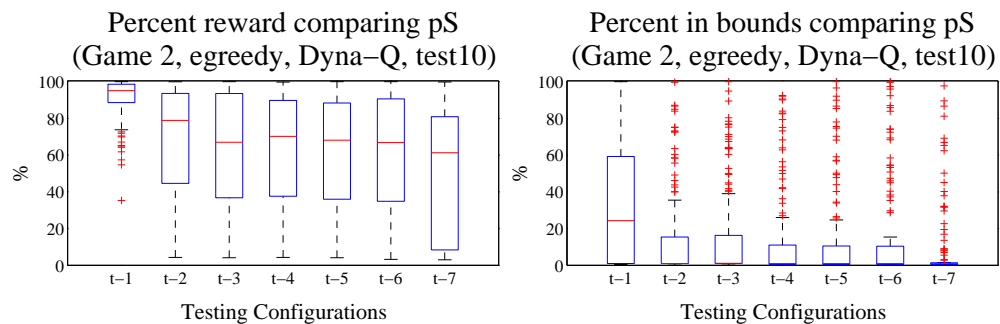 Percent reward comparing pS
(Game 2, egreedy, Dyna−Q, test10)
100
80
60
40
20
0
%
t−1 t−2 t−3 t−4 t−5 t−6 t−7
Testing Configurations
Percent in bounds comparing pS
(Game 2, egreedy, Dyna−Q, test10)
100
80
60
40
20
0
%
t−1 t−2 t−3 t−4 t−5 t−6 t−7
Testing Configurations